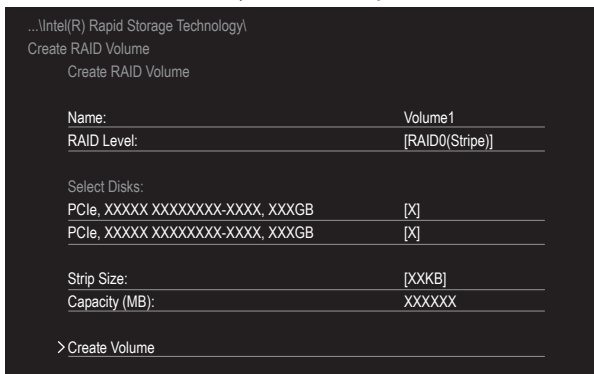 ...\Intel(R) Rapid Storage Technology\
Create RAID Volume
Create RAID Volume
Name: Volume1
RAID Level: [RAID0(Stripe)]
Select Disks:
PCIe, XXXXX XXXXXXXX-XXXX, XXXGB [X]
PCIe, XXXXX XXXXXXXX-XXXX, XXXGB [X]
Strip Size: [XXKB]
Capacity (MB): XXXXXX
>Create Volume